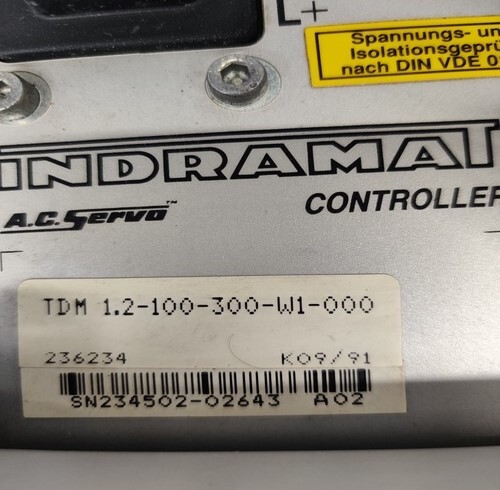 L+
Spannungs- un
Isolationsgeprü
nach DIN VDE 0
INDRAMAT
A.C. Servo™
CONTROLLER
TDM 1.2-100-300-W1-000
236234 K09/91
SN234502-02643 A02